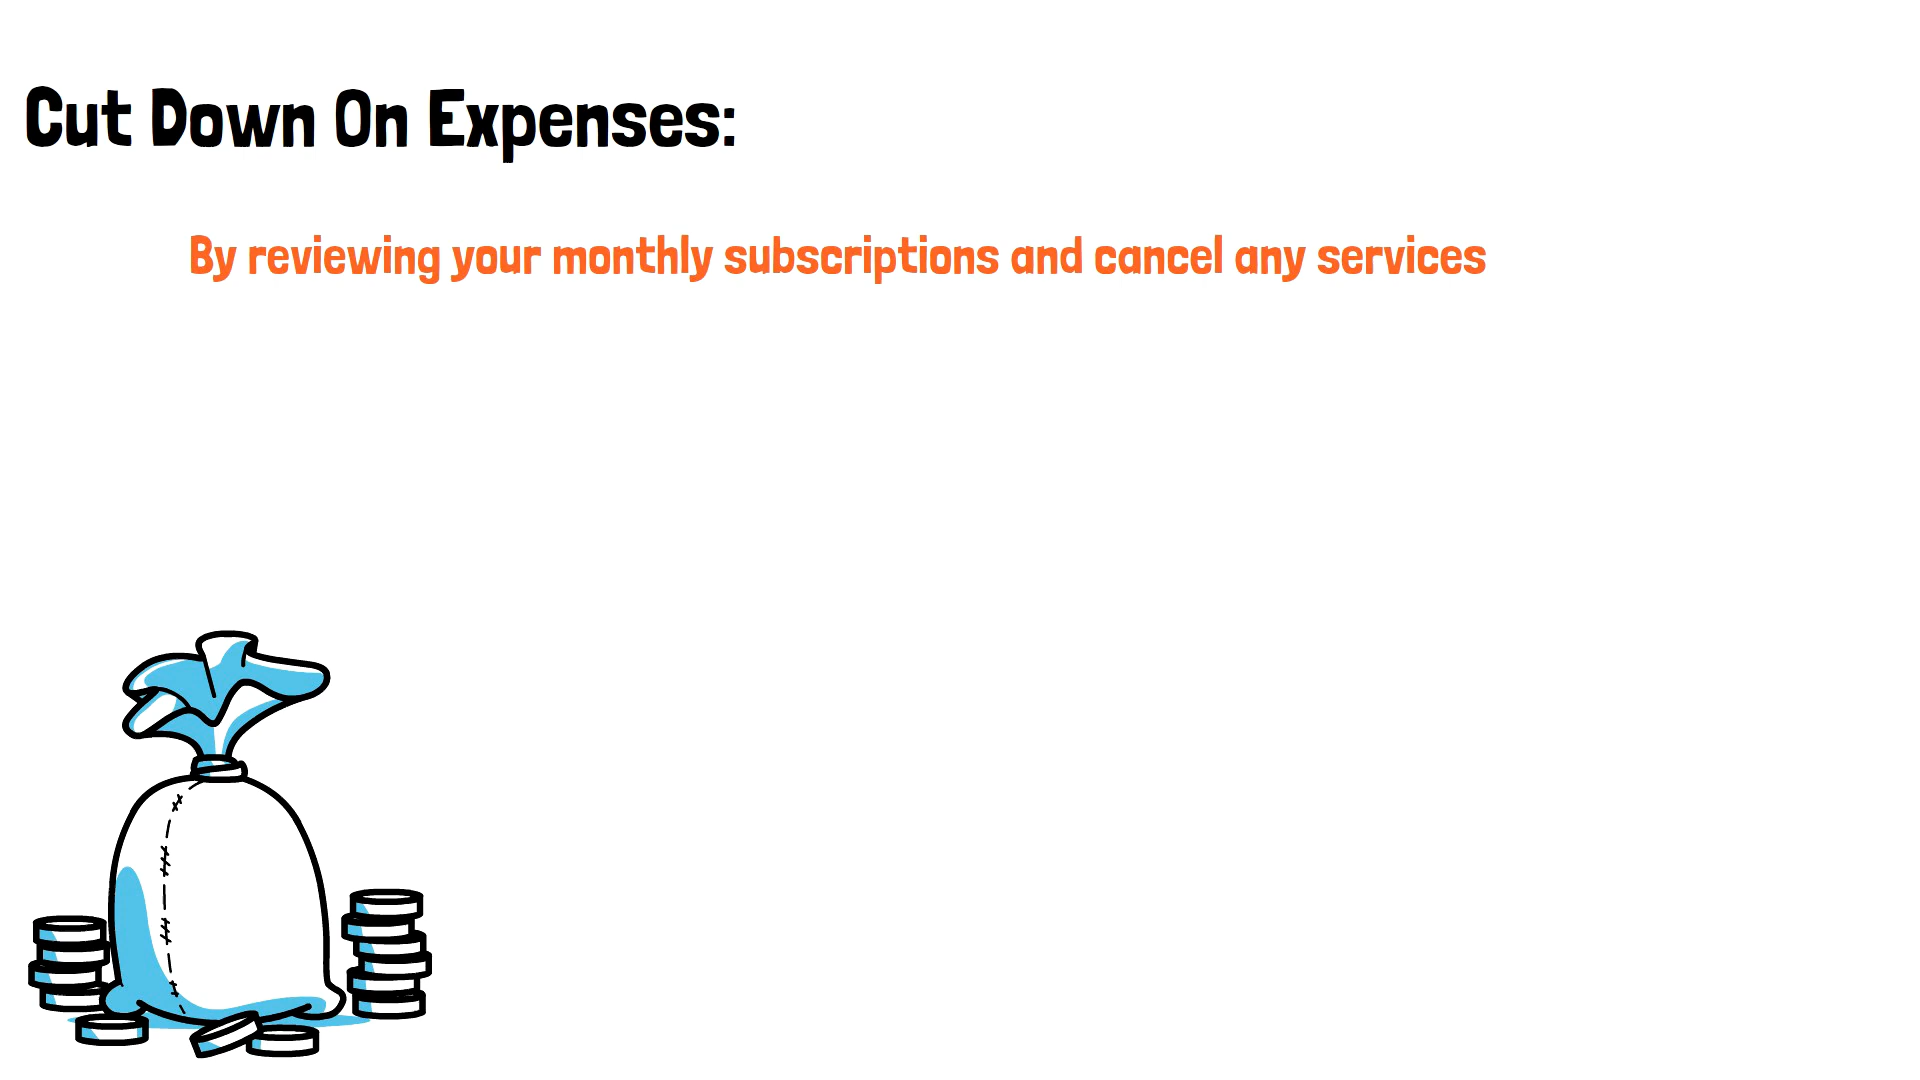 Cut Down On Expenses:
By reviewing your monthly subscriptions and cancel any services